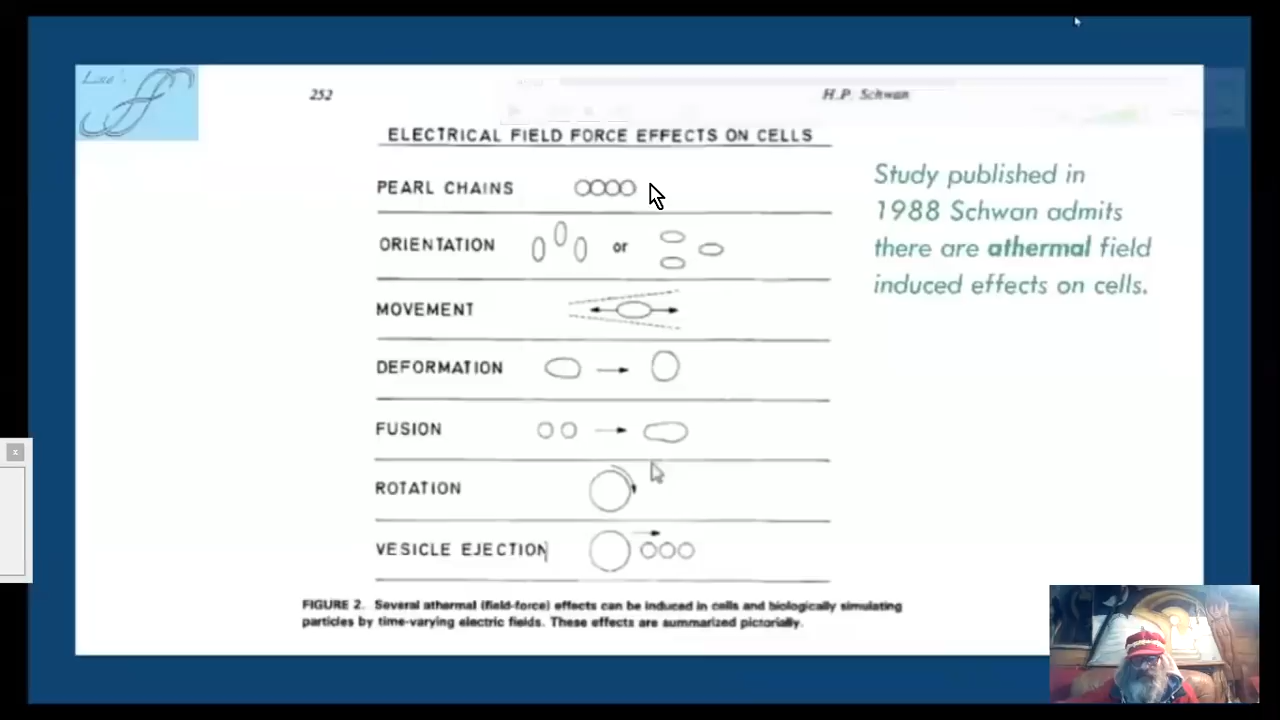 252
H.P. Schwan
ELECTRICAL FIELD FORCE EFFECTS ON CELLS
PEARL CHAINS
ORIENTATION or
MOVEMENT
DEFORMATION
FUSION
ROTATION
VESICLE EJECTION
FIGURE 2. Several athermal (field-force) effects can be induced in cells and biologically simulating
particles by time-varying electric fields. These effects are summarized pictorially.
Study published in
1988 Schwan admits
there are athermal field
induced effects on cells.
x